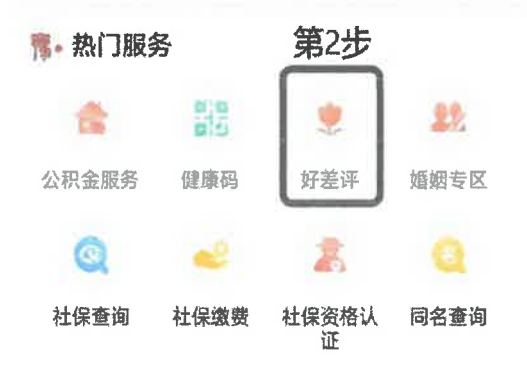 热门服务
第2步
公积金服务
健康码
好差评
婚姻专区
社保查询
社保缴费
社保资格认
证
同名查询